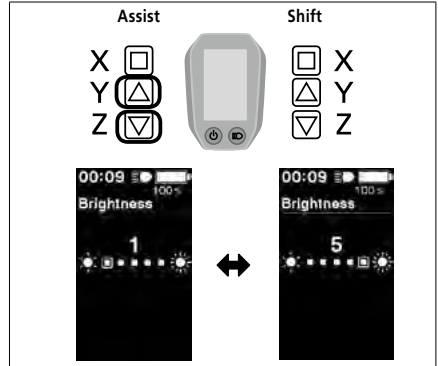 Assist Shift
X X
Y Y
Z Z
00:09 00:09
100% 100%
Brightness Brightness
1 5